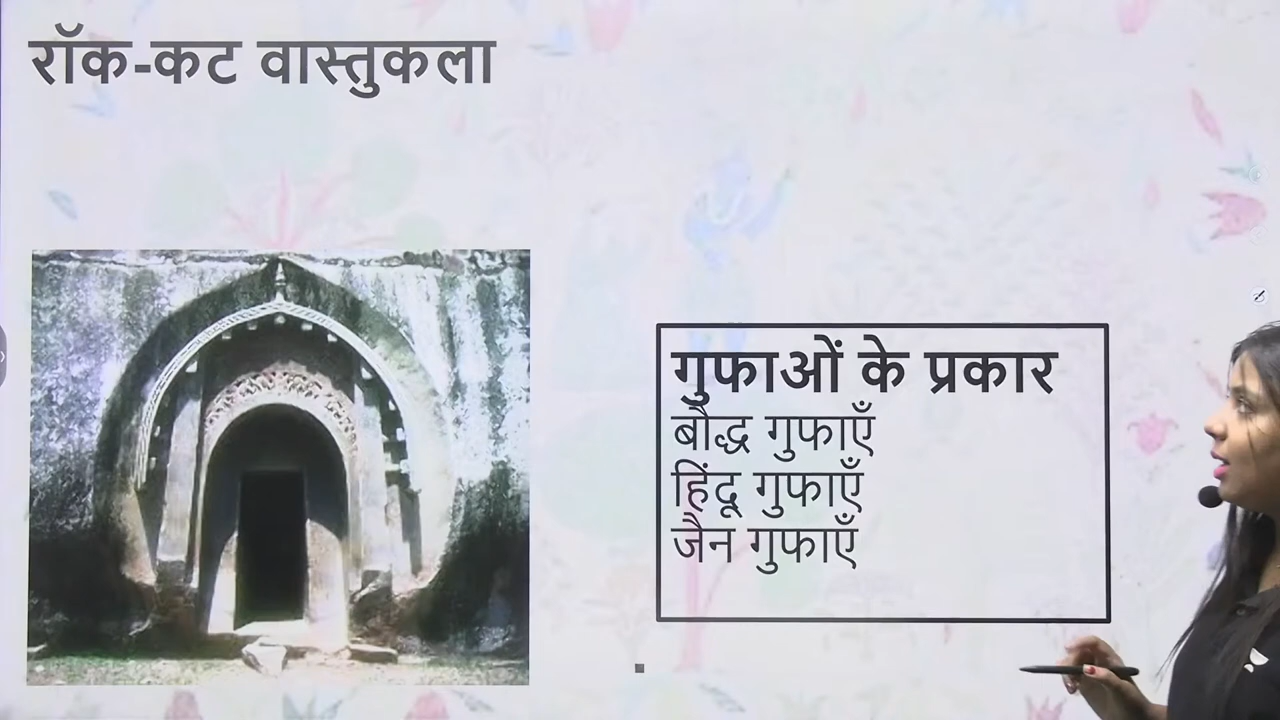 रॉक-कट वास्तुकला
गुफाओं के प्रकार
बौद्ध गुफाएँ
हिंदू गुफाएँ
जैन गुफाएँ